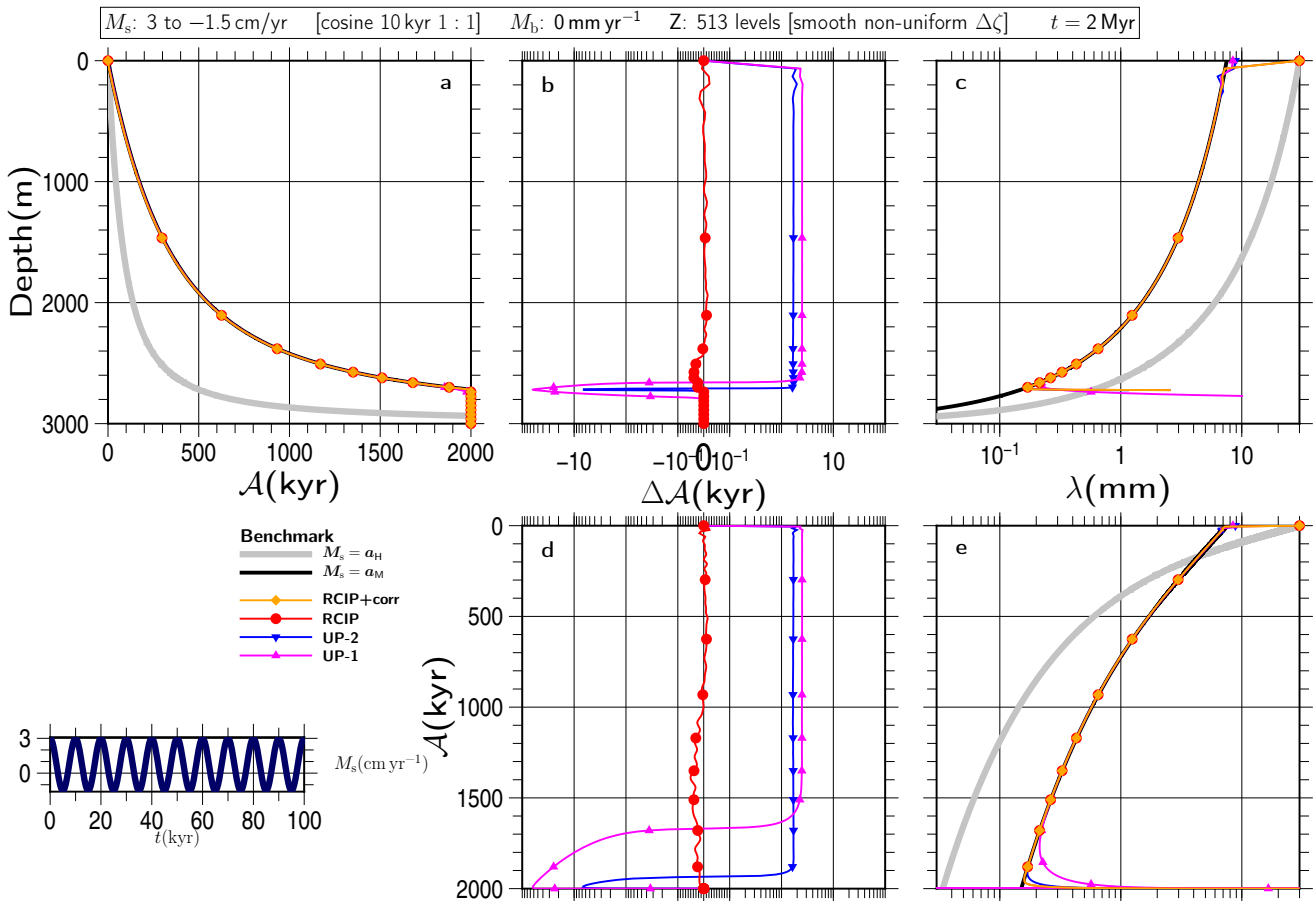 Mₛ: 3 to −1.5 cm/yr [cosine 10 kyr 1 : 1] M_b: 0 mm yr⁻¹ Z: 513 levels [smooth non-uniform Δζ] t = 2 Myr
a
b
c
0
1000
2000
3000
Depth(m)
0 500 1000 1500 2000
𝒜(kyr)
−10 −10⁻¹ 0 10⁻¹ 10
Δ𝒜(kyr)
10⁻¹ 1 10
λ(mm)
Benchmark
Mₛ = a_H
Mₛ = a_M
RCIP+corr
RCIP
UP-2
UP-1
d
e
0
500
1000
1500
2000
𝒜(kyr)
3
0
Mₛ(cm yr⁻¹)
0 20 40 60 80 100
t(kyr)